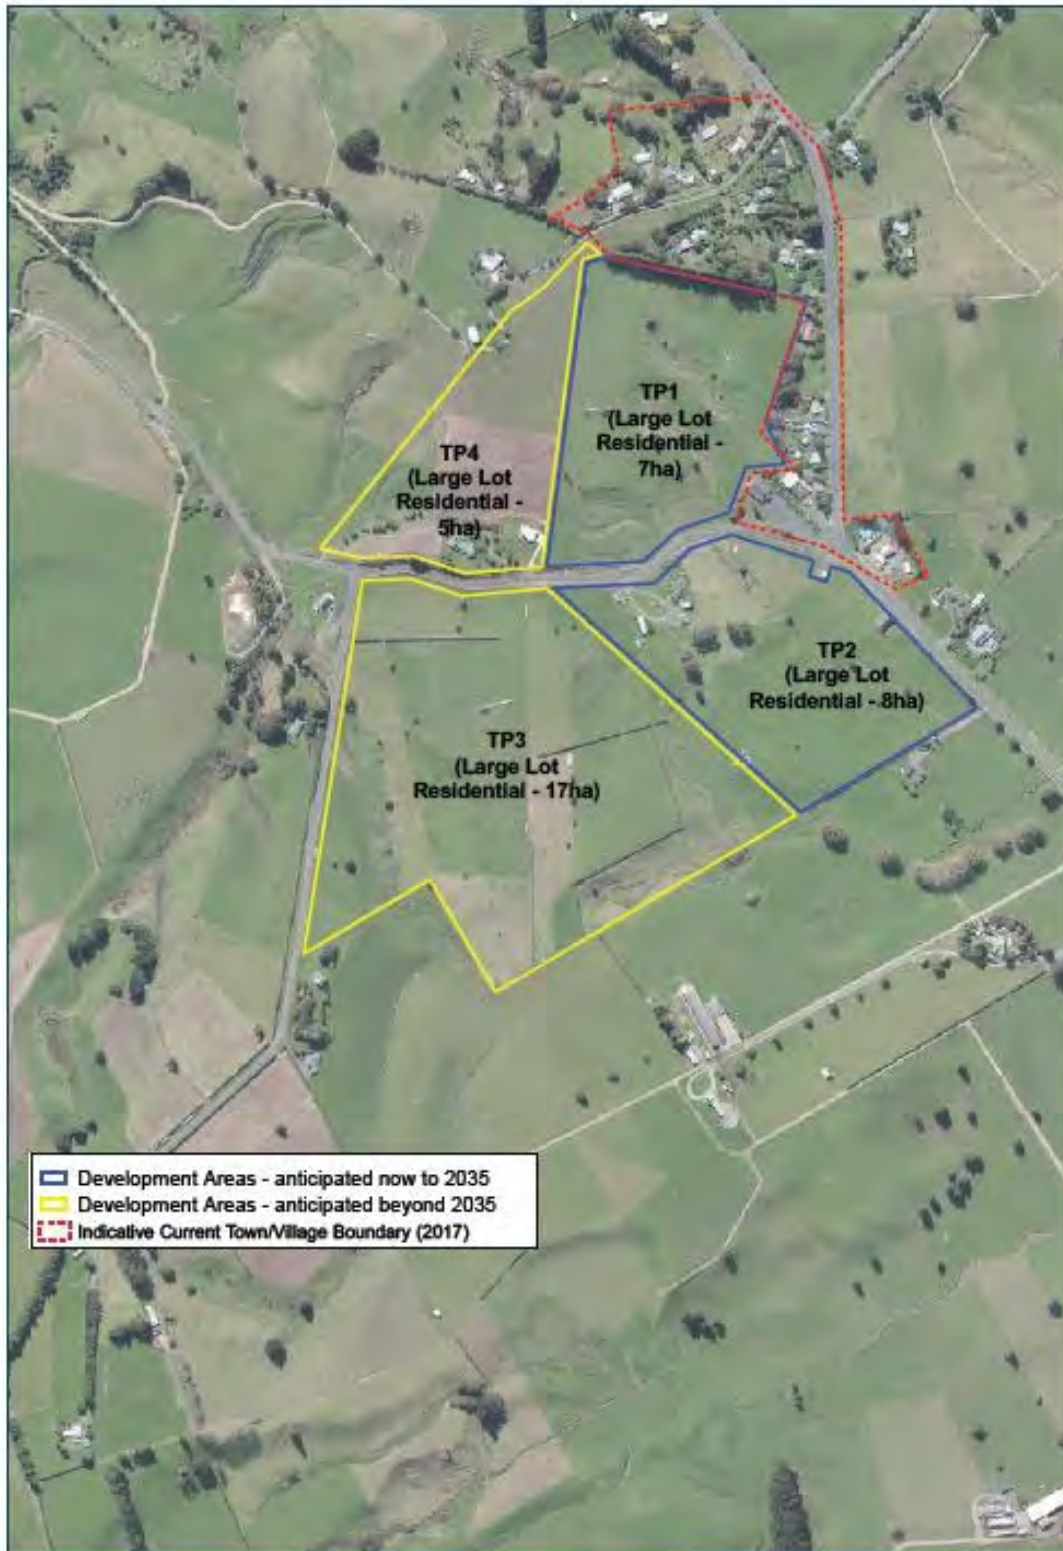 TP1
(Large Lot
Residential -
7ha)
TP4
(Large Lot
Residential -
5ha)
TP2
(Large Lot
Residential - 8ha)
TP3
(Large Lot
Residential - 17ha)
Development Areas - anticipated now to 2035
Development Areas - anticipated beyond 2035
Indicative Current Town/Village Boundary (2017)